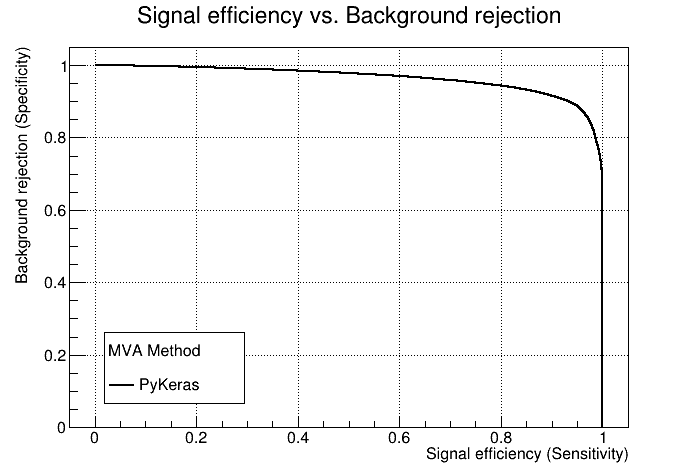 Signal efficiency vs. Background rejection
Background rejection (Specificity)
1
0.8
0.6
0.4
0.2
0
MVA Method
PyKeras
0 0.2 0.4 0.6 0.8 1
Signal efficiency (Sensitivity)